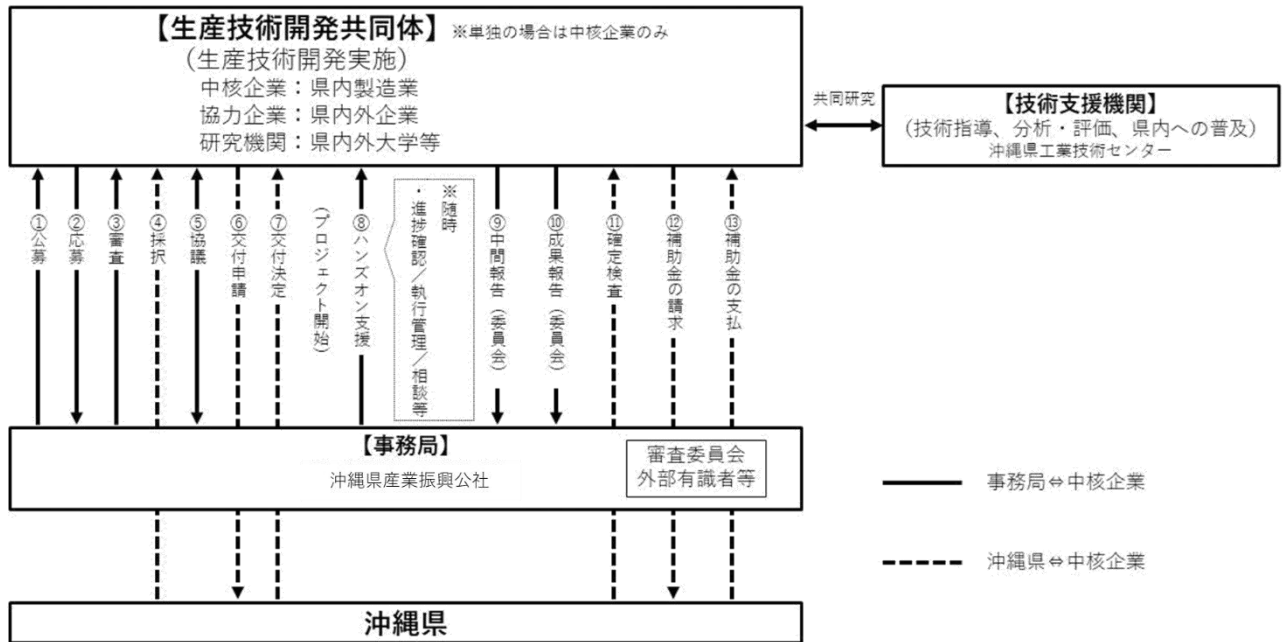 【生産技術開発共同体】 ※単独の場合は中核企業のみ
(生産技術開発実施)
中核企業：県内製造業
協力企業：県内外企業
研究機関：県内外大学等
共同研究
【技術支援機関】
(技術指導、分析・評価、県内への普及)
沖縄県工業技術センター
①公募
②応募
③審査
④採択
⑤協議
⑥交付申請
⑦交付決定
(プロジェクト開始)
⑧ハンズオン支援
※随時
・進捗確認／執行管理／相談等
⑨中間報告（委員会）
⑩成果報告（委員会）
⑪確定検査
⑫補助金の請求
⑬補助金の支払
【事務局】
沖縄県産業振興公社
審査委員会
外部有識者等
事務局⇔中核企業
沖縄県⇔中核企業
沖縄県